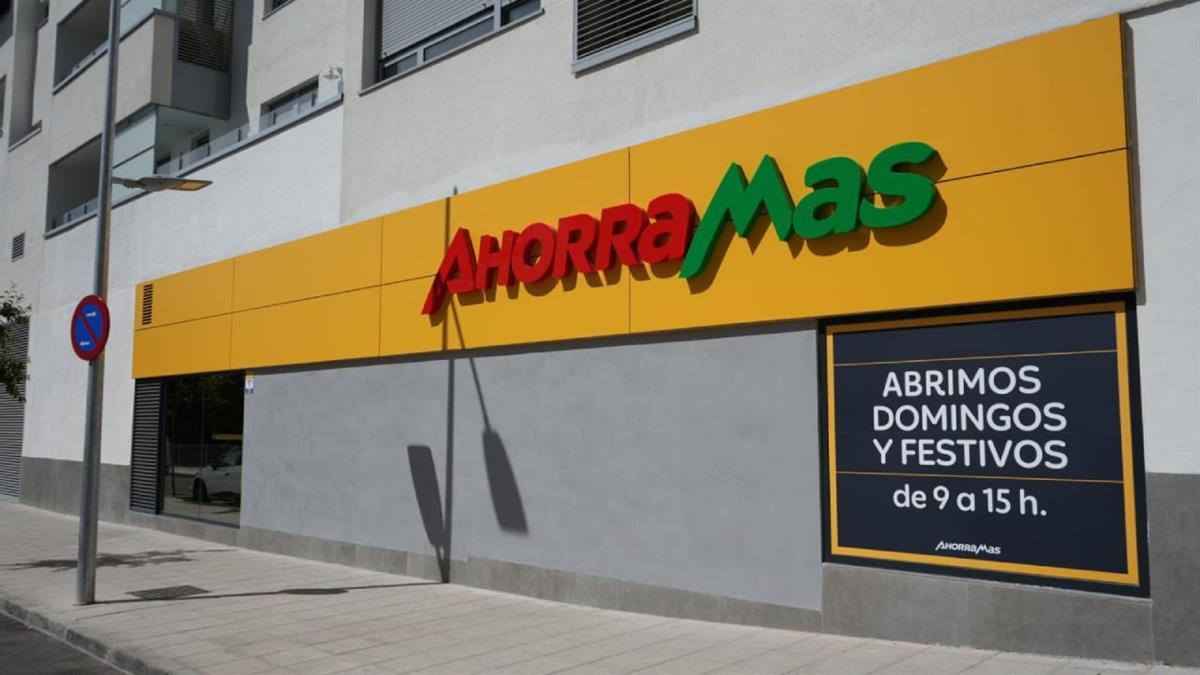 AHORRAMAS
ABRIMOS
DOMINGOS
Y FESTIVOS
de 9 a 15 h.
AHORRAMAS